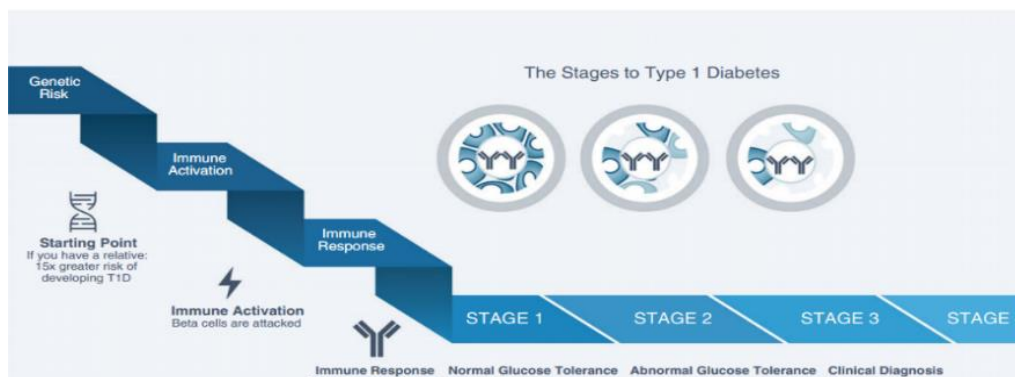 The Stages to Type 1 Diabetes
Genetic
Risk
Immune
Activation
Immune
Response
Starting Point
If you have a relative:
15x greater risk of
developing T1D
Immune Activation
Beta cells are attacked
STAGE 1
STAGE 2
STAGE 3
STAGE
Immune Response
Normal Glucose Tolerance
Abnormal Glucose Tolerance
Clinical Diagnosis